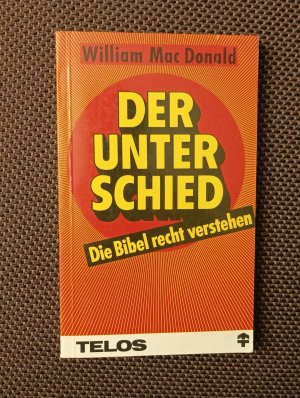 William Mac Donald
DER
UNTER
SCHIED
Die Bibel recht verstehen
TELOS